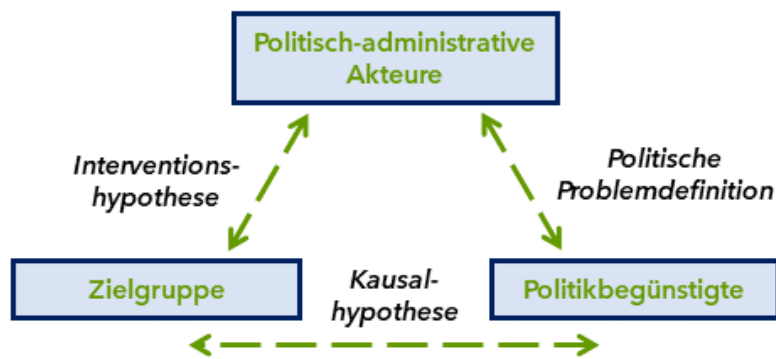 Politisch-administrative
Akteure
Interventions-
hypothese
Politische
Problemdefinition
Zielgruppe
Kausal-
hypothese
Politikbegünstigte